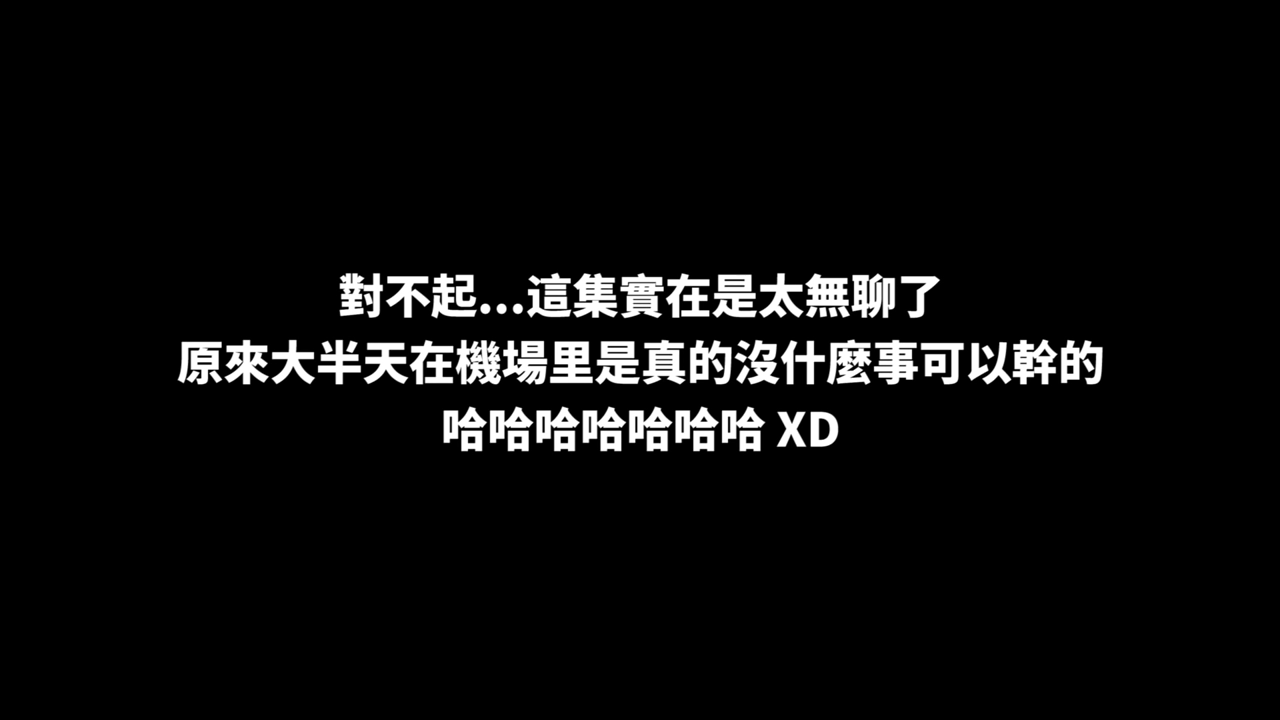 對不起...這集實在是太無聊了
原來大半天在機場里是真的沒什麼事可以幹的
哈哈哈哈哈哈哈 XD